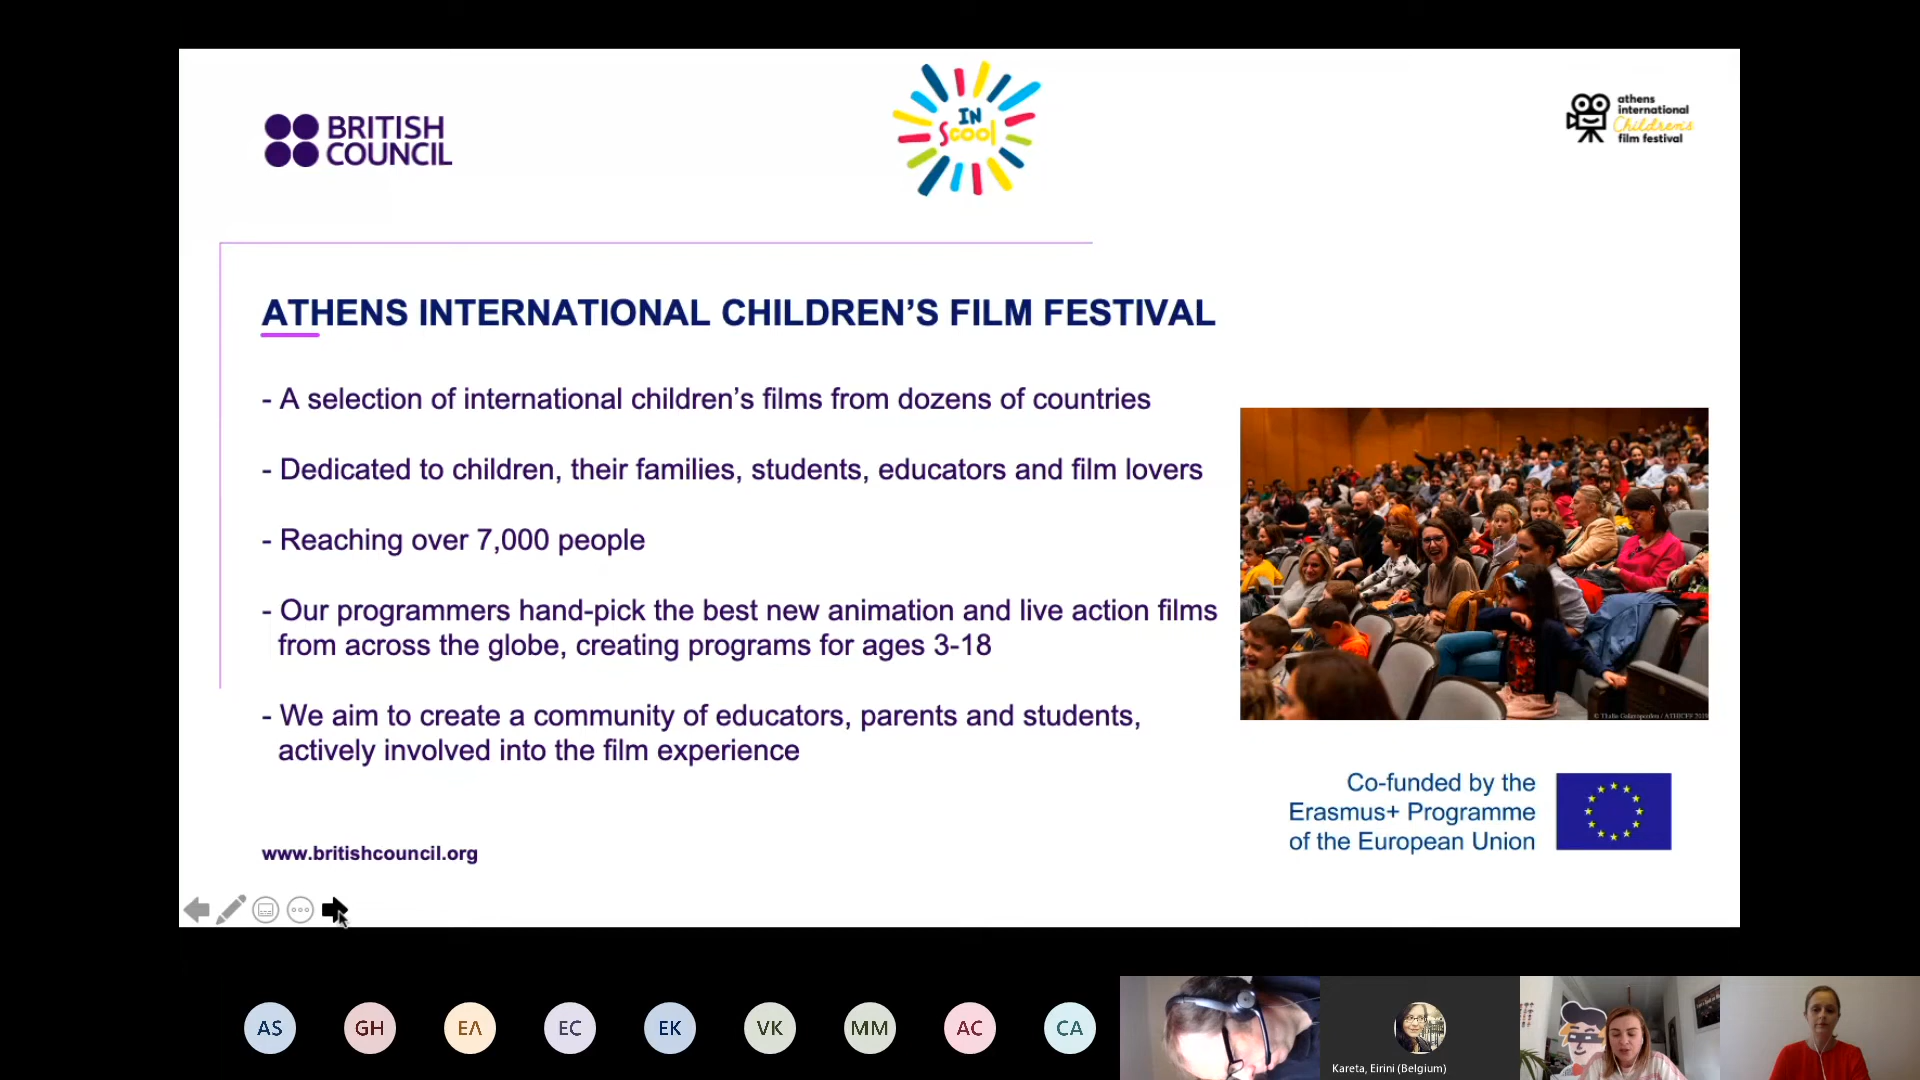 BRITISH
COUNCIL
IN
Scool
athens
international
Children's
film festival
ATHENS INTERNATIONAL CHILDREN’S FILM FESTIVAL
- A selection of international children’s films from dozens of countries
- Dedicated to children, their families, students, educators and film lovers
- Reaching over 7,000 people
- Our programmers hand-pick the best new animation and live action films
from across the globe, creating programs for ages 3-18
- We aim to create a community of educators, parents and students,
actively involved into the film experience
Co-funded by the
Erasmus+ Programme
of the European Union
www.britishcouncil.org
AS
GH
ΕΛ
EC
EK
VK
MM
AC
CA
Kareta, Eirini (Belgium)